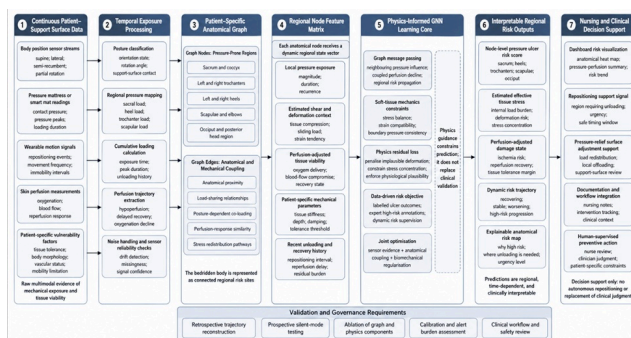 1
Continuous Patient–
Support Surface Data
Body position sensor streams
supine; lateral;
semi-recumbent;
partial rotation
Pressure mattress or
smart mat readings
contact pressure;
pressure peaks;
loading duration
Wearable motion signals
repositioning events;
movement frequency;
immobility intervals
Skin perfusion measurements
oxygenation;
blood flow;
reperfusion response
Patient-specific
vulnerability factors
tissue tolerance;
body morphology;
vascular status;
mobility limitation
Raw multimodal evidence of
mechanical exposure and
tissue viability
2
Temporal Exposure
Processing
Posture classification
orientation state;
rotation angle;
support-surface contact
Regional pressure mapping
sacral load;
heel load;
trochanter load;
scapular load
Cumulative loading calculation
exposure time;
peak duration;
unloading history
Perfusion trajectory
extraction
hypoperfusion;
delayed recovery;
oxygenation decline
Noise handling and sensor
reliability checks
drift detection;
missingness;
signal confidence
3
Patient-Specific
Anatomical Graph
Graph Nodes: Pressure-Prone Regions
Sacrum and coccyx
Left and right trochanters
Left and right heels
Scapulae and elbows
Occiput and posterior
head region
Graph Edges: Anatomical and
Mechanical Coupling
Anatomical proximity
Load-sharing relationships
Posture-dependent co-loading
Perfusion-response similarity
Stress redistribution pathways
The bedridden body is represented
as connected regional risk sites
4
Regional Node Feature
Matrix
Each anatomical node receives a
dynamic regional state vector
Local pressure exposure
magnitude;
duration;
recurrence
Estimated shear and
deformation context
tissue compression;
sliding load;
strain tendency
Perfusion-adjusted
tissue viability
oxygen delivery;
blood-flow compromise;
recovery state
Patient-specific mechanical
parameters
tissue stiffness;
depth; damping;
tolerance threshold
Recent unloading and
recovery history
repositioning interval;
reperfusion delay;
residual burden
5
Physics-Informed GNN
Learning Core
Graph message passing
neighbouring pressure influence;
coupled perfusion decline;
regional risk propagation
Soft-tissue mechanics
constraints
stress balance;
strain compatibility;
boundary pressure consistency
Physics residual loss
penalise implausible deformation;
constrain stress concentration;
enforce physiological plausibility
Data-driven risk objective
labelled ulcer outcomes;
expert high-risk annotations;
dynamic risk supervision
Joint optimisation
sensor evidence + anatomical
coupling + biomechanical
regularisation
Physics
guidance
constrains
prediction;
it does not
replace
clinical
validation
6
Interpretable Regional
Risk Outputs
Node-level pressure ulcer
risk score
sacrum; heels;
trochanters; scapulae;
occiput
Estimated effective
tissue stress
internal load burden;
deformation risk;
stress concentration
Perfusion-adjusted
damage state
ischemia risk;
reperfusion recovery;
tissue tolerance margin
Dynamic risk trajectory
recovering;
stable; worsening;
high-risk progression
Explainable anatomical
risk map
why high risk;
where unloading is needed;
urgency level
Predictions are regional,
time-dependent, and
clinically interpretable
7
Nursing and Clinical
Decision Support
Dashboard risk visualization
anatomical heat map;
pressure perfusion summary;
risk trend
Repositioning support signal
region requiring unloading;
urgency;
safe timing window
Pressure-relief surface
adjustment support
load redistribution;
local offloading;
support-surface review
Documentation and
workflow integration
nursing notes;
intervention tracking;
clinical context
Human-supervised
preventive action
nurse review;
clinician judgment;
patient-specific constraints
Decision support only: no
autonomous repositioning or
replacement of clinical judgment
Validation and Governance Requirements
Retrospective trajectory
reconstruction
Prospective silent-mode
testing
Ablation of graph and
physics components
Calibration and alert
burden assessment
Clinical workflow and
safety review